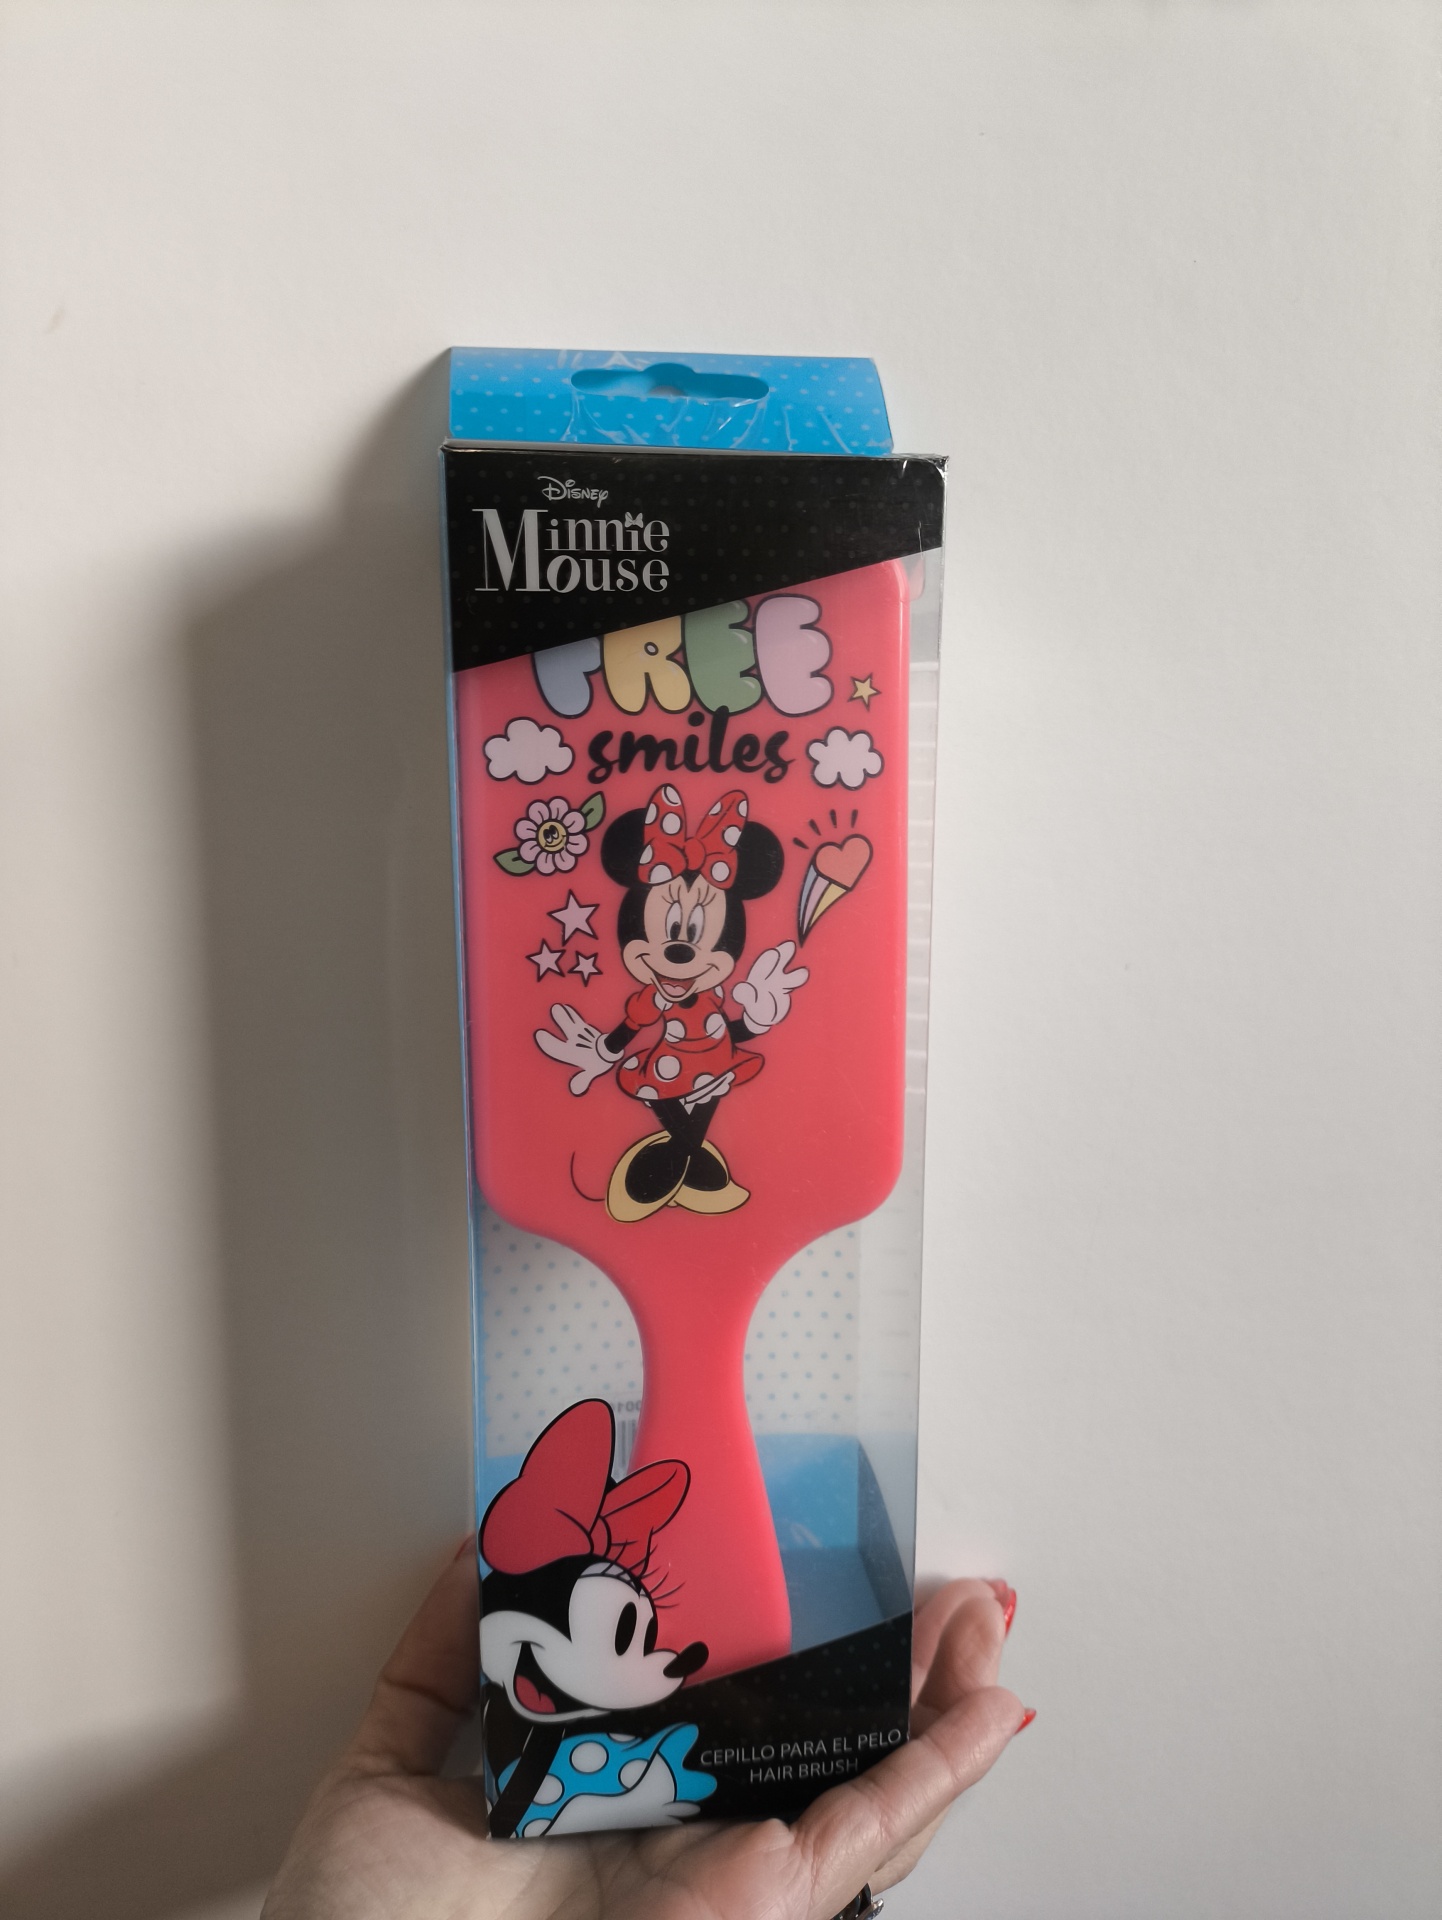 Disney
Minnie
Mouse
FREE
smiles
CEPILLO PARA EL PELO
HAIR BRUSH